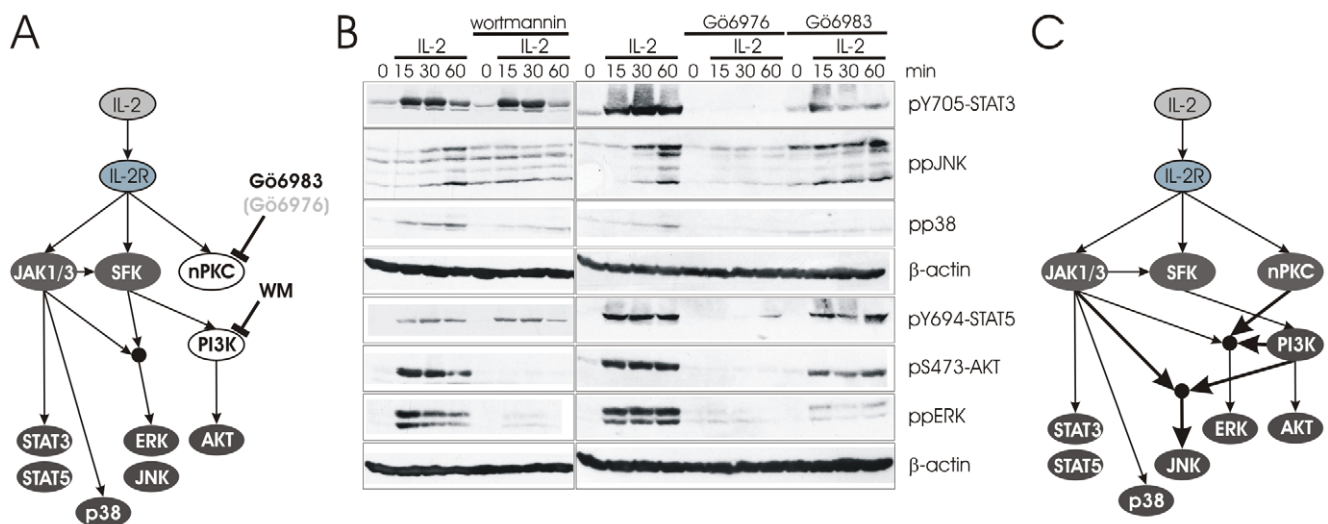 A
IL-2
IL-2R
Gö6983
(Gö6976)
JAK1/3
SFK
nPKC
WM
PI3K
STAT3
ERK
AKT
STAT5
JNK
p38
B
wortmannin
Gö6976
Gö6983
IL-2
IL-2
IL-2
IL-2
IL-2
0 15 30 60 0 15 30 60 0 15 30 60 0 15 30 60 0 15 30 60 min
pY705-STAT3
ppJNK
pp38
β-actin
pY694-STAT5
pS473-AKT
ppERK
β-actin
C
IL-2
IL-2R
JAK1/3
SFK
nPKC
PI3K
STAT3
ERK
AKT
STAT5
JNK
p38